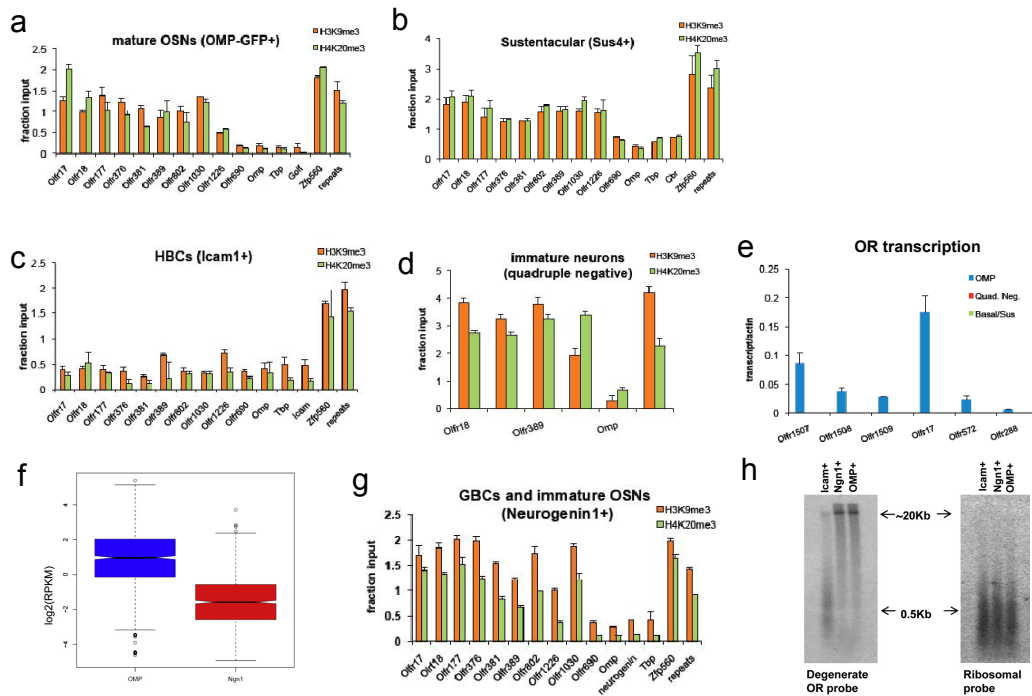 a
mature OSNs (OMP-GFP+)
H3K9me3
H4K20me3
fraction input
2.5
2
1.5
1
0.5
0
Olfr17
Olfr18
Olfr177
Olfr376
Olfr381
Olfr389
Olfr802
Olfr1030
Olfr1226
Olfr690
Omp
Tbp
Golf
Zfp560
repeats
b
Sustentacular (Sus4+)
H3K9me3
H4K20me3
fraction input
4
3
2
1
0
Olfr17
Olfr18
Olfr177
Olfr376
Olfr381
Olfr802
Olfr389
Olfr1030
Olfr1226
Olfr690
Omp
Tbp
Cbr
Zfp560
repeats
c
HBCs (Icam1+)
H3K9me3
H4K20me3
fraction input
2.5
2
1.5
1
0.5
0
Olfr17
Olfr18
Olfr177
Olfr376
Olfr381
Olfr389
Olfr802
Olfr1030
Olfr1226
Olfr690
Omp
Tbp
Icam
Zfp560
repeats
d
immature neurons
(quadruple negative)
H3K9me3
H4K20me3
fraction input
5
4
3
2
1
0
Olfr18
Olfr389
Omp
e
OR transcription
OMP
Quad. Neg.
Basal/Sus
transcript/actin
0.25
0.2
0.15
0.1
0.05
0
Olfr1507
Olfr1508
Olfr1509
Olfr17
Olfr572
Olfr288
f
log2(RPKM)
4
2
0
-2
-4
OMP
Ngn1
g
GBCs and immature OSNs
(Neurogenin1+)
H3K9me3
H4K20me3
fraction input
2.5
2
1.5
1
0.5
0
Olfr17
Olfr18
Olfr177
Olfr376
Olfr381
Olfr389
Olfr802
Olfr1226
Olfr1030
Olfr690
Omp
neurogenin
Tbp
Zfp560
repeats
h
Icam+
Ngn1+
OMP+
Icam+
Ngn1+
OMP+
~20Kb
0.5Kb
Degenerate
OR probe
Ribosomal
probe